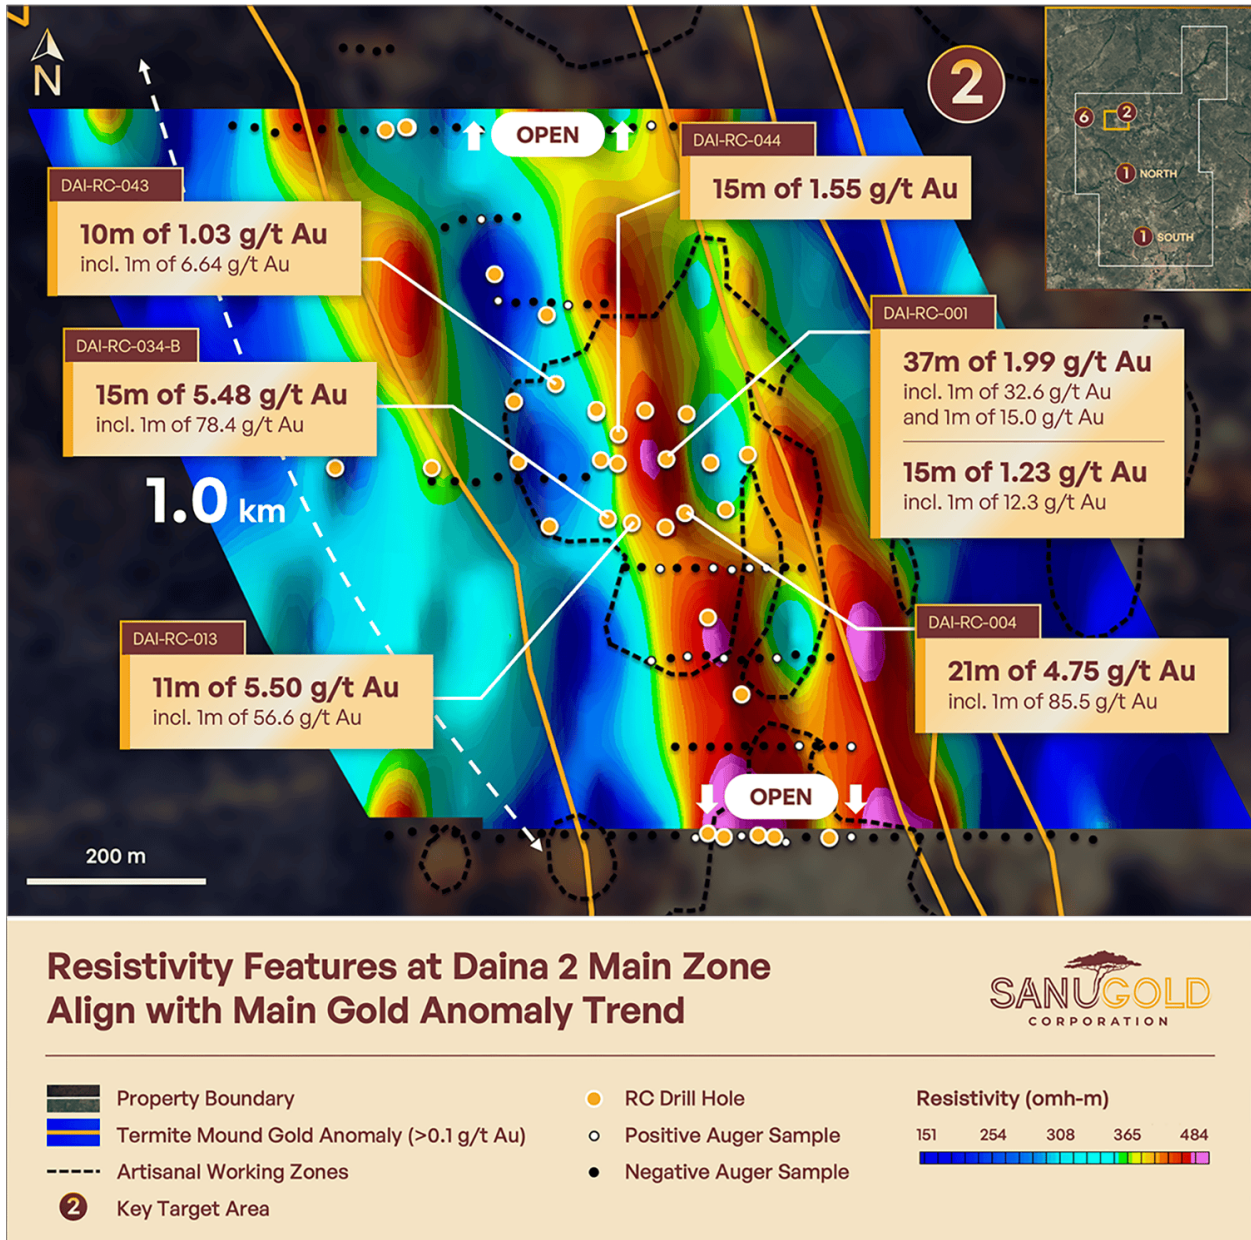 N
2
OPEN
6
2
1 NORTH
1 SOUTH
DAI-RC-043
10m of 1.03 g/t Au
incl. 1m of 6.64 g/t Au
DAI-RC-044
15m of 1.55 g/t Au
DAI-RC-034-B
15m of 5.48 g/t Au
incl. 1m of 78.4 g/t Au
DAI-RC-001
37m of 1.99 g/t Au
incl. 1m of 32.6 g/t Au
and 1m of 15.0 g/t Au
15m of 1.23 g/t Au
incl. 1m of 12.3 g/t Au
1.0 km
DAI-RC-013
11m of 5.50 g/t Au
incl. 1m of 56.6 g/t Au
DAI-RC-004
21m of 4.75 g/t Au
incl. 1m of 85.5 g/t Au
OPEN
200 m
Resistivity Features at Daina 2 Main Zone
Align with Main Gold Anomaly Trend
SANUGOLD
CORPORATION
Property Boundary
Termite Mound Gold Anomaly (>0.1 g/t Au)
Artisanal Working Zones
2 Key Target Area
RC Drill Hole
Positive Auger Sample
Negative Auger Sample
Resistivity (omh-m)
151 254 308 365 484